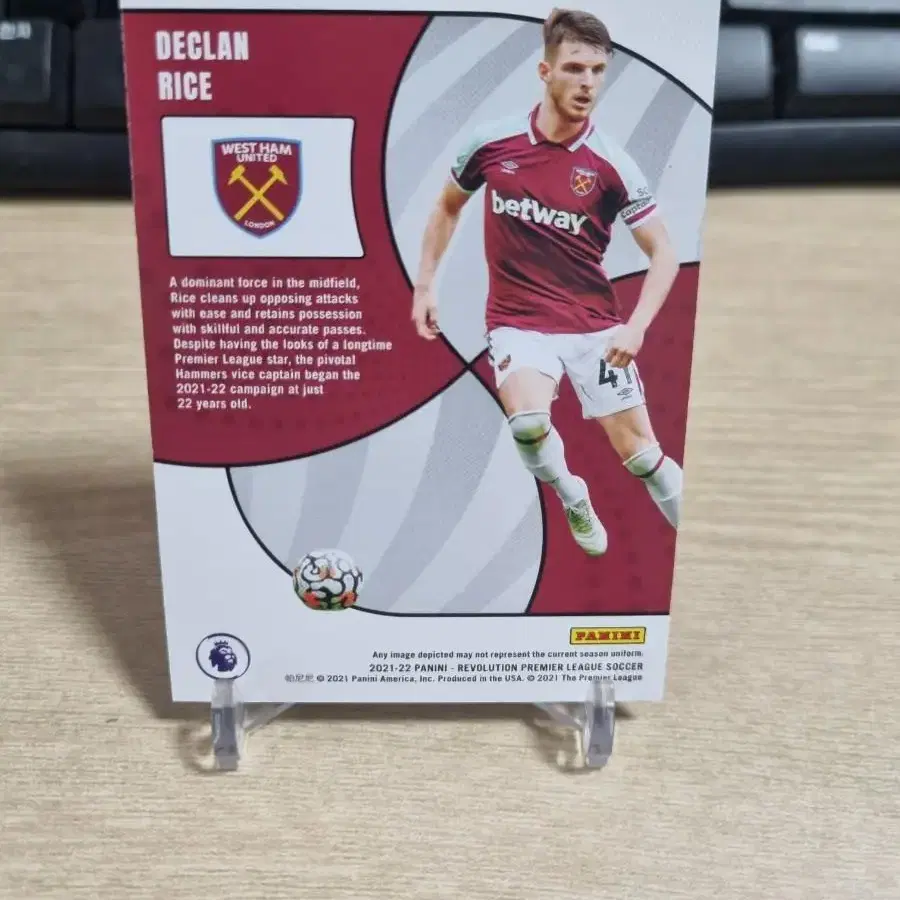 DECLAN
RICE
WEST HAM
UNITED
LONDON
A dominant force in the midfield,
Rice cleans up opposing attacks
with ease and retains possession
with skillful and accurate passes.
Despite having the looks of a longtime
Premier League star, the pivotal
Hammers vice captain began the
2021-22 campaign at just
22 years old.
betway
41
PANINI
Any image depicted may not represent the current season uniform.
2021-22 PANINI - REVOLUTION PREMIER LEAGUE SOCCER
© 2021 Panini America, Inc. Produced in the USA. © 2021 The Premier League